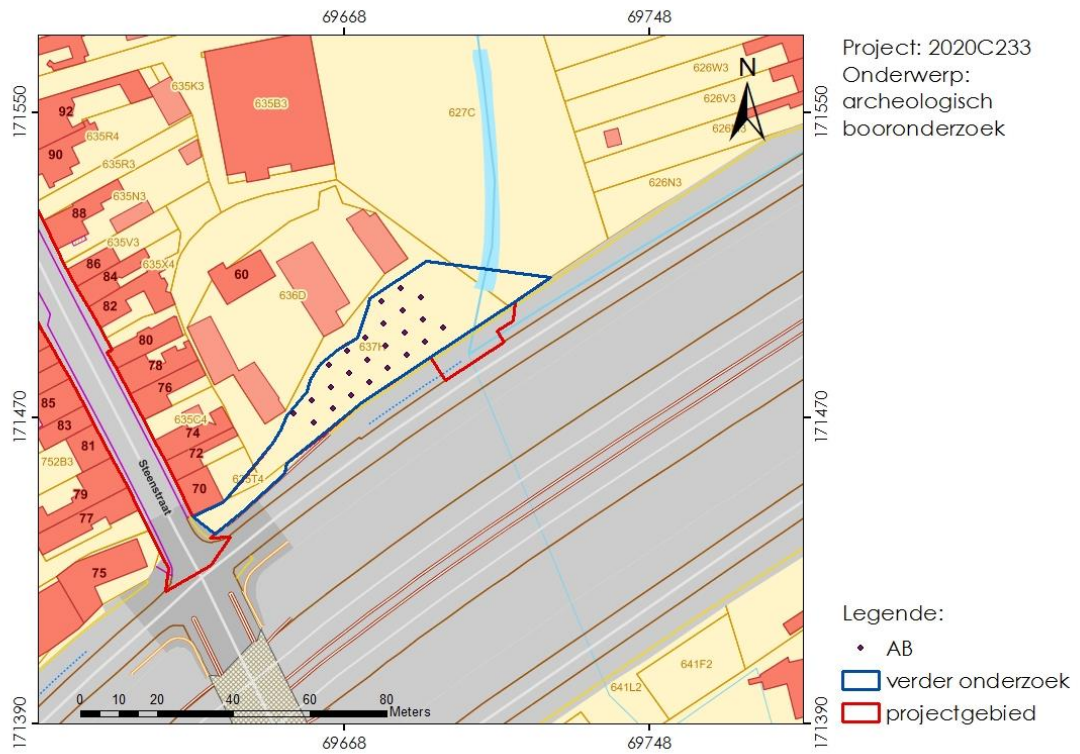 69668
69748
Project: 2020C233
Onderwerp:
archeologisch
booronderzoek
N
171550
171550
635K3
635B3
627C
626W3
626V3
626N3
92
635R4
90
635R3
635N3
88
635V3
86
635X4
84
82
60
636D
80
78
76
637H
171470
171470
85
83
81
635C4
74
72
752B3
79
77
70
Steenstraat
75
641F2
641L2
0 10 20 40 60 80
Meters
171390
171390
69668
69748
Legende:
AB
verder onderzoek
projectgebied